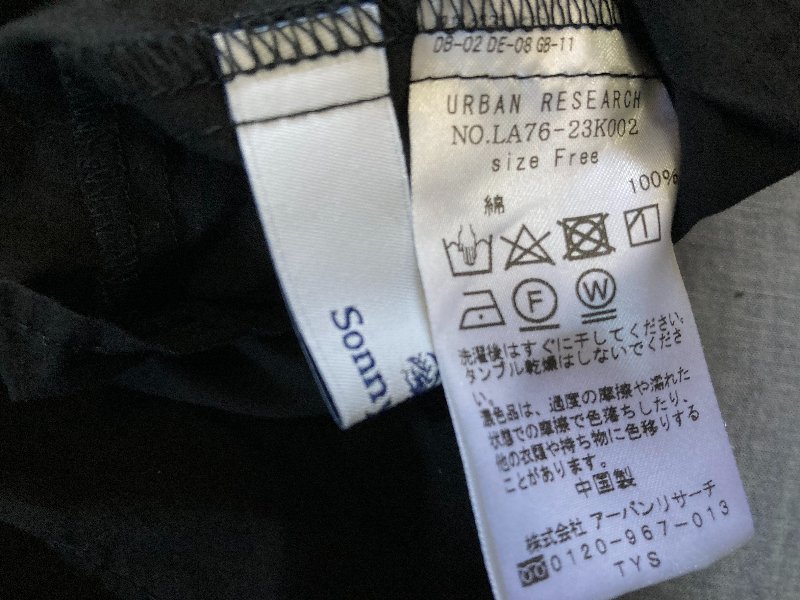 DB-02 DE-08 GB-11
URBAN RESEARCH
NO.LA76-23K002
size Free
綿 100%
F W
洗濯後はすぐに干してください。
タンブル乾燥はしないでくださ
い。
濃色品は、過度の摩擦や濡れた
状態での摩擦で色落ちしたり、
他の衣類や持ち物に色移りする
ことがあります。
中国製
株式会社 アーバンリサーチ
0120-967-013
TYS
Sonny